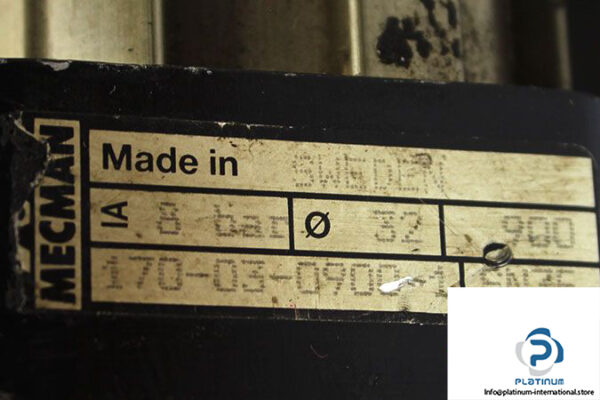 MECMAN
Made in SWEDEN
IA 8 bar Ø 32 900
170-03-0900-1
PLATINUM
Info@platinum-international.store